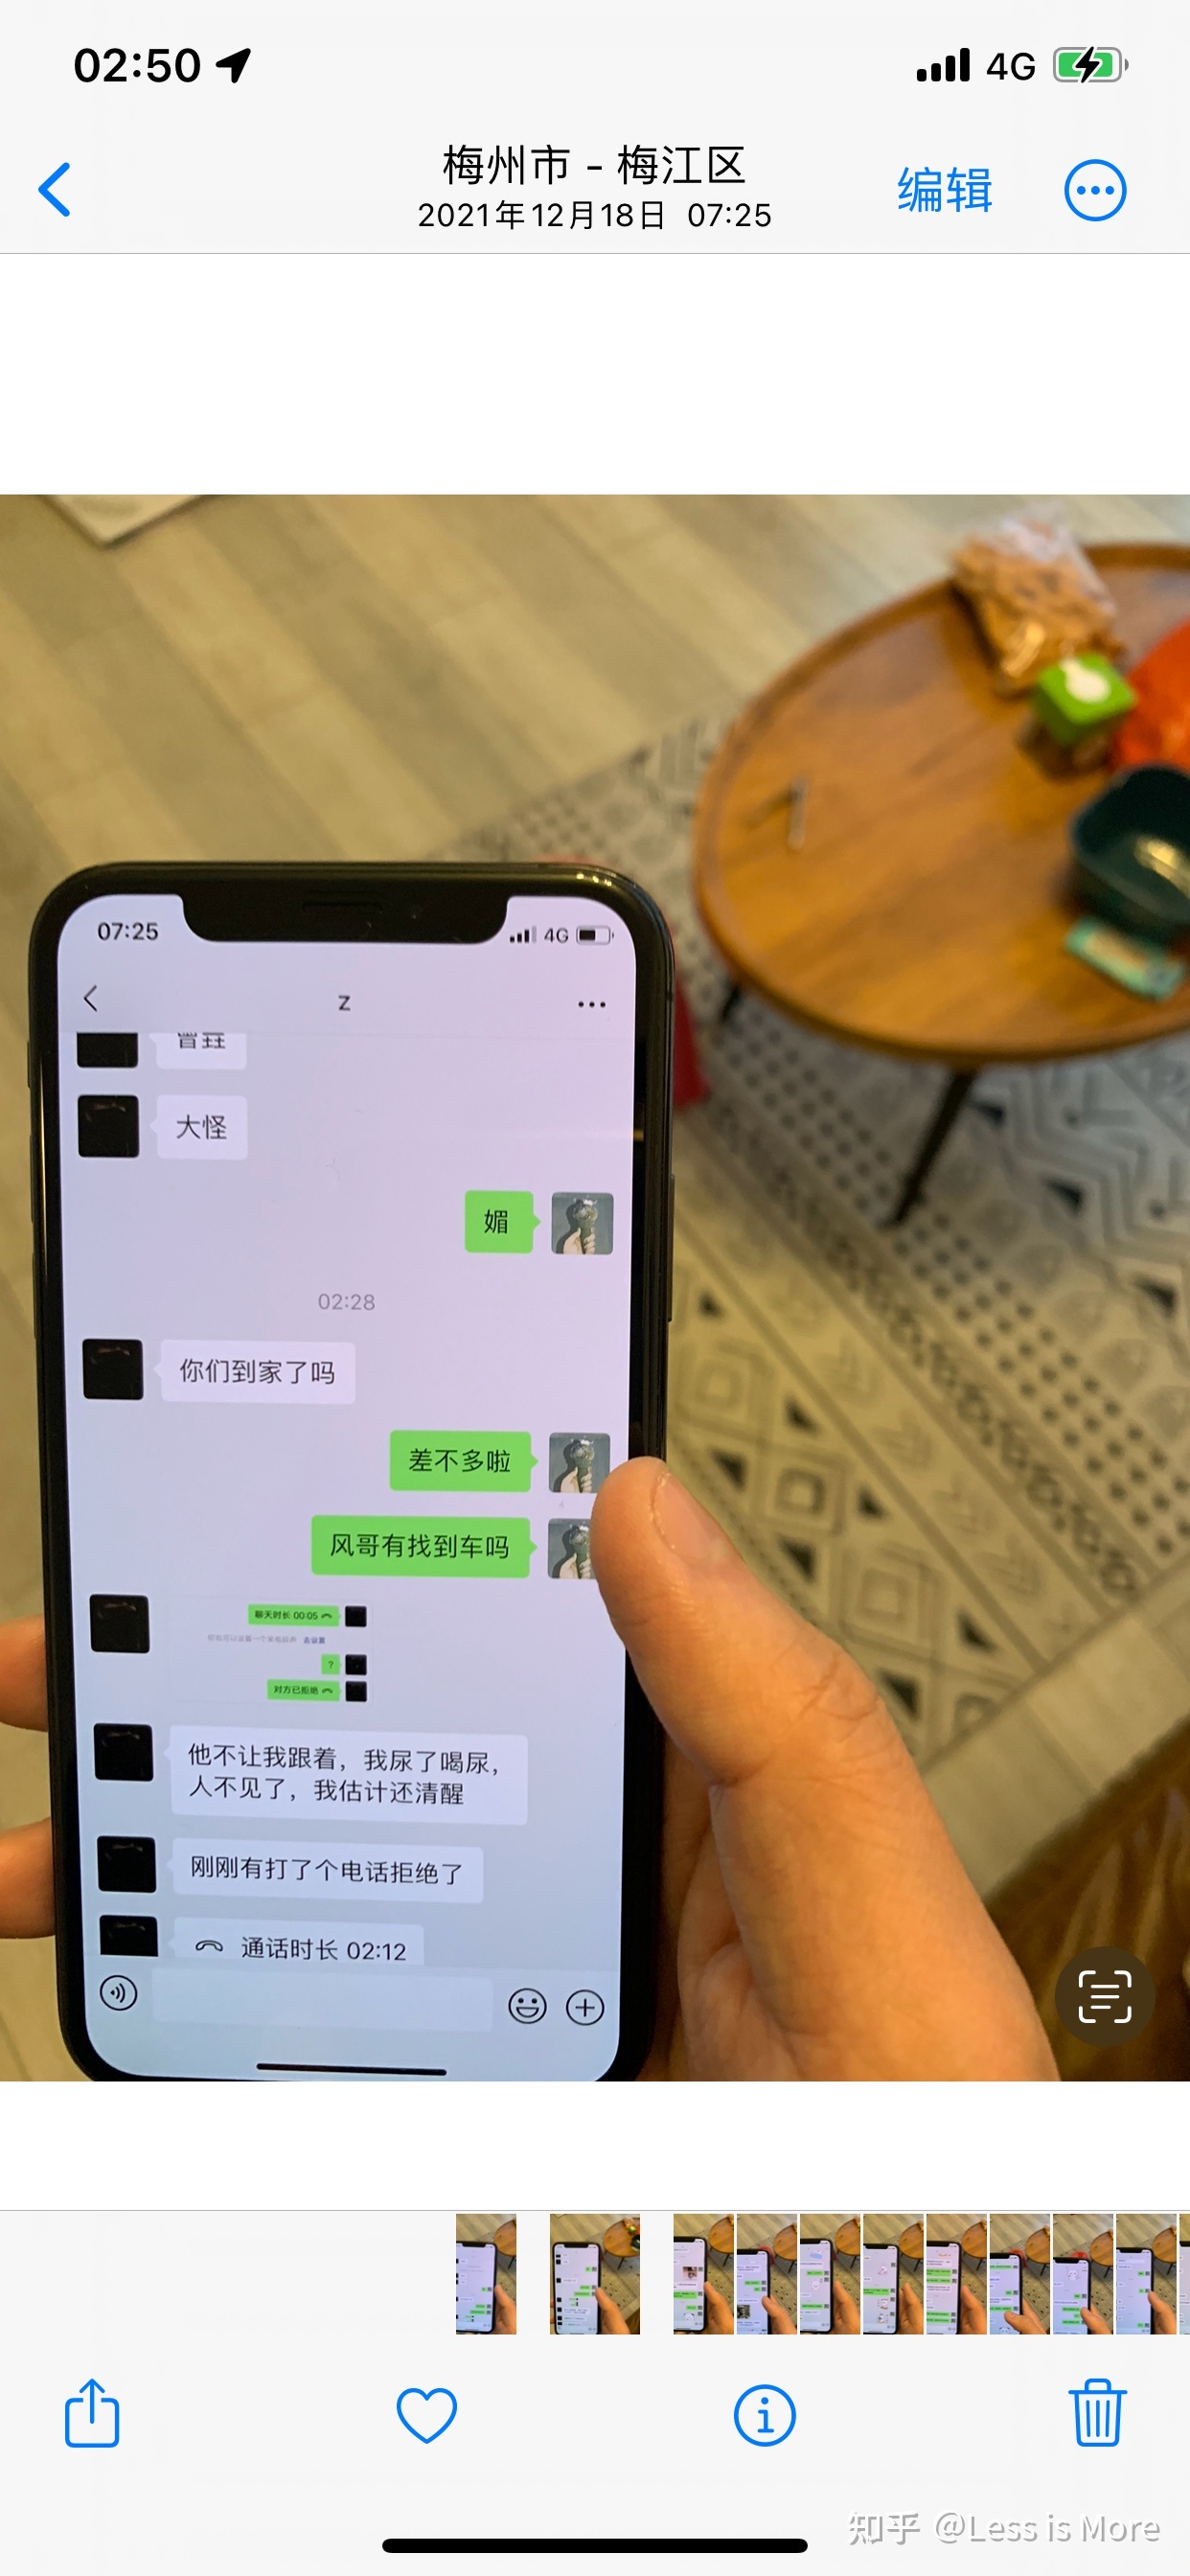 02:50
4G
梅州市 - 梅江区
2021年12月18日 07:25
编辑
07:25
4G
z
大怪
媚
02:28
你们到家了吗
差不多啦
风哥有找到车吗
聊天时长 00:05
去设置
?
对方已拒绝
他不让我跟着，我尿了喝尿，
人不见了，我估计还清醒
刚刚有打了个电话拒绝了
通话时长 02:12
知乎 @Less is More